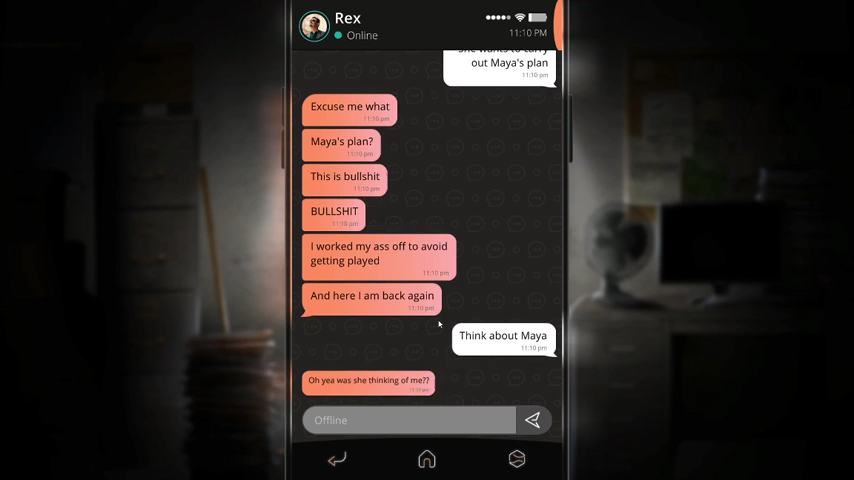 Rex
Online
11:10 PM
she wants to carry
out Maya's plan
11:10 pm
Excuse me what
11:10 pm
Maya's plan?
11:10 pm
This is bullshit
11:10 pm
BULLSHIT
11:10 pm
I worked my ass off to avoid
getting played
11:10 pm
And here I am back again
11:10 pm
Think about Maya
11:10 pm
Oh yea was she thinking of me??
11:10 pm
Offline